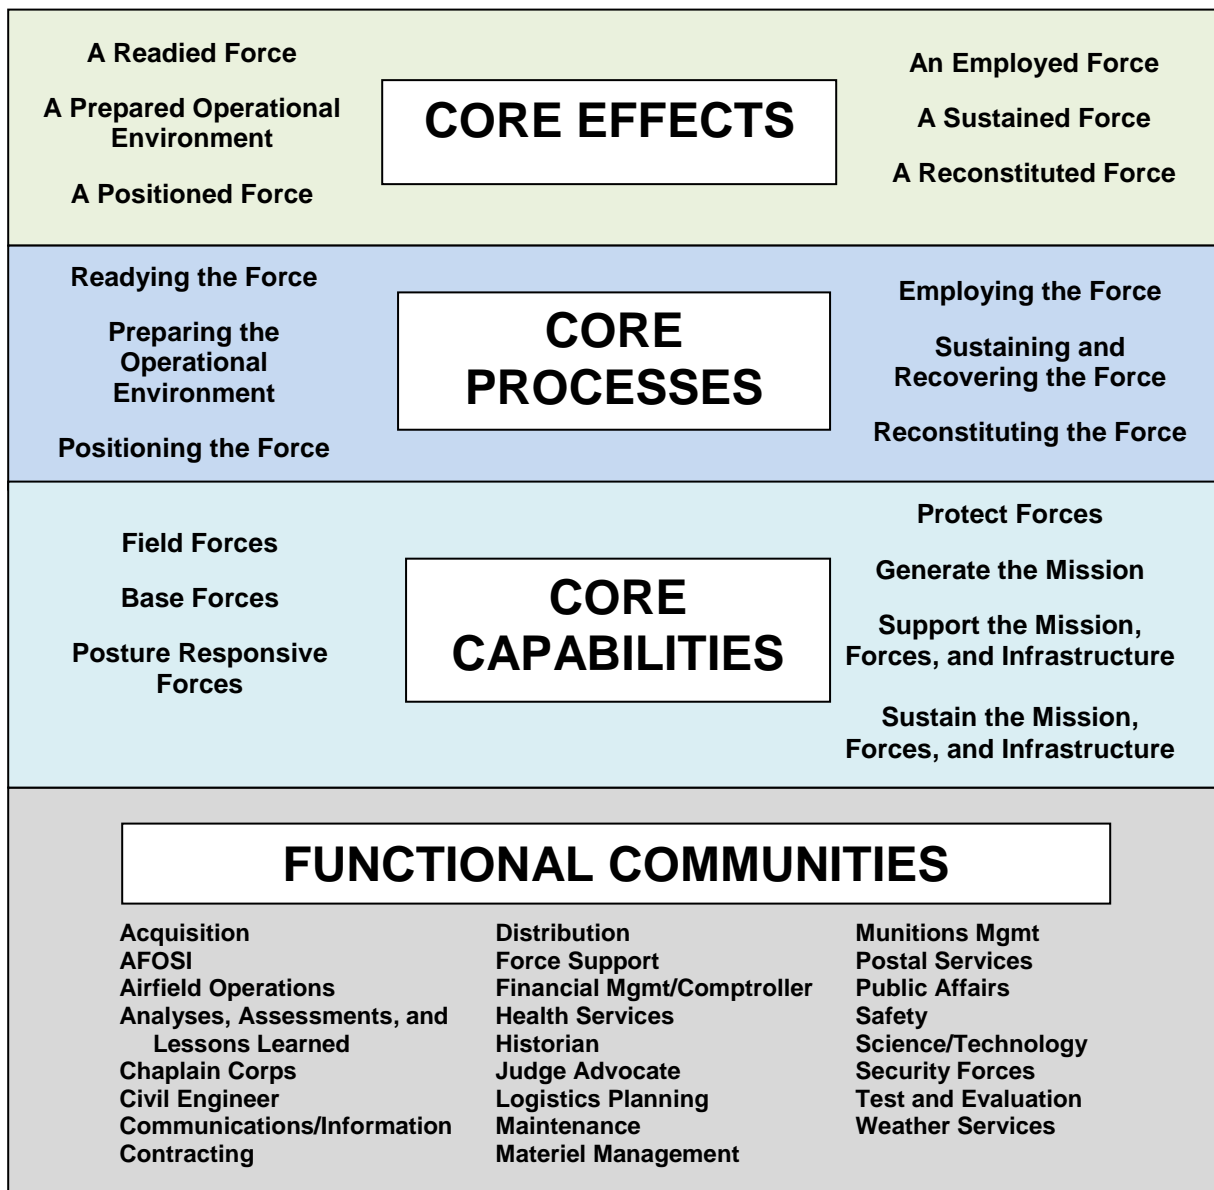 A Readied Force
A Prepared Operational
Environment
A Positioned Force
CORE EFFECTS
An Employed Force
A Sustained Force
A Reconstituted Force
Readying the Force
Preparing the
Operational
Environment
Positioning the Force
CORE
PROCESSES
Employing the Force
Sustaining and
Recovering the Force
Reconstituting the Force
Field Forces
Base Forces
Posture Responsive
Forces
CORE
CAPABILITIES
Protect Forces
Generate the Mission
Support the Mission,
Forces, and Infrastructure
Sustain the Mission,
Forces, and Infrastructure
FUNCTIONAL COMMUNITIES
Acquisition
AFOSI
Airfield Operations
Analyses, Assessments, and
Lessons Learned
Chaplain Corps
Civil Engineer
Communications/Information
Contracting
Distribution
Force Support
Financial Mgmt/Comptroller
Health Services
Historian
Judge Advocate
Logistics Planning
Maintenance
Materiel Management
Munitions Mgmt
Postal Services
Public Affairs
Safety
Science/Technology
Security Forces
Test and Evaluation
Weather Services